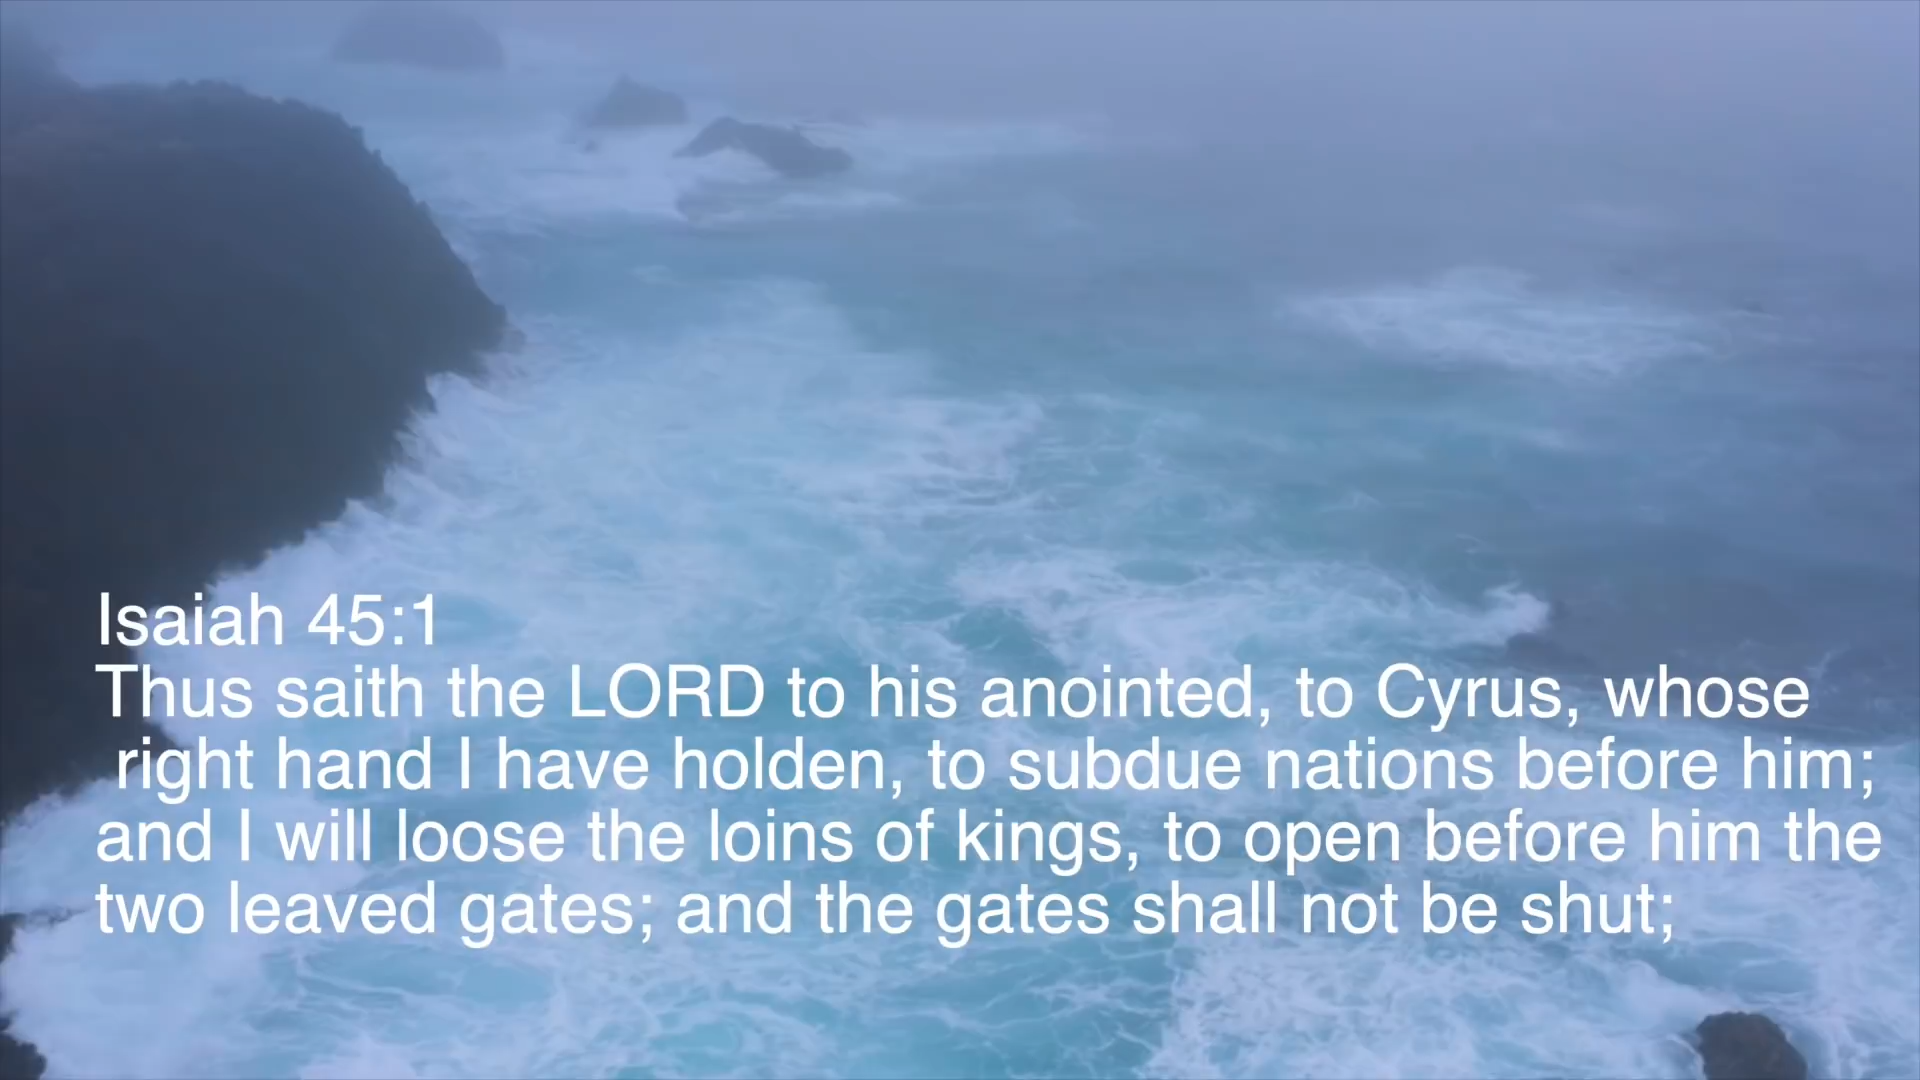 Isaiah 45:1
Thus saith the LORD to his anointed, to Cyrus, whose
right hand I have holden, to subdue nations before him;
and I will loose the loins of kings, to open before him the
two leaved gates; and the gates shall not be shut;